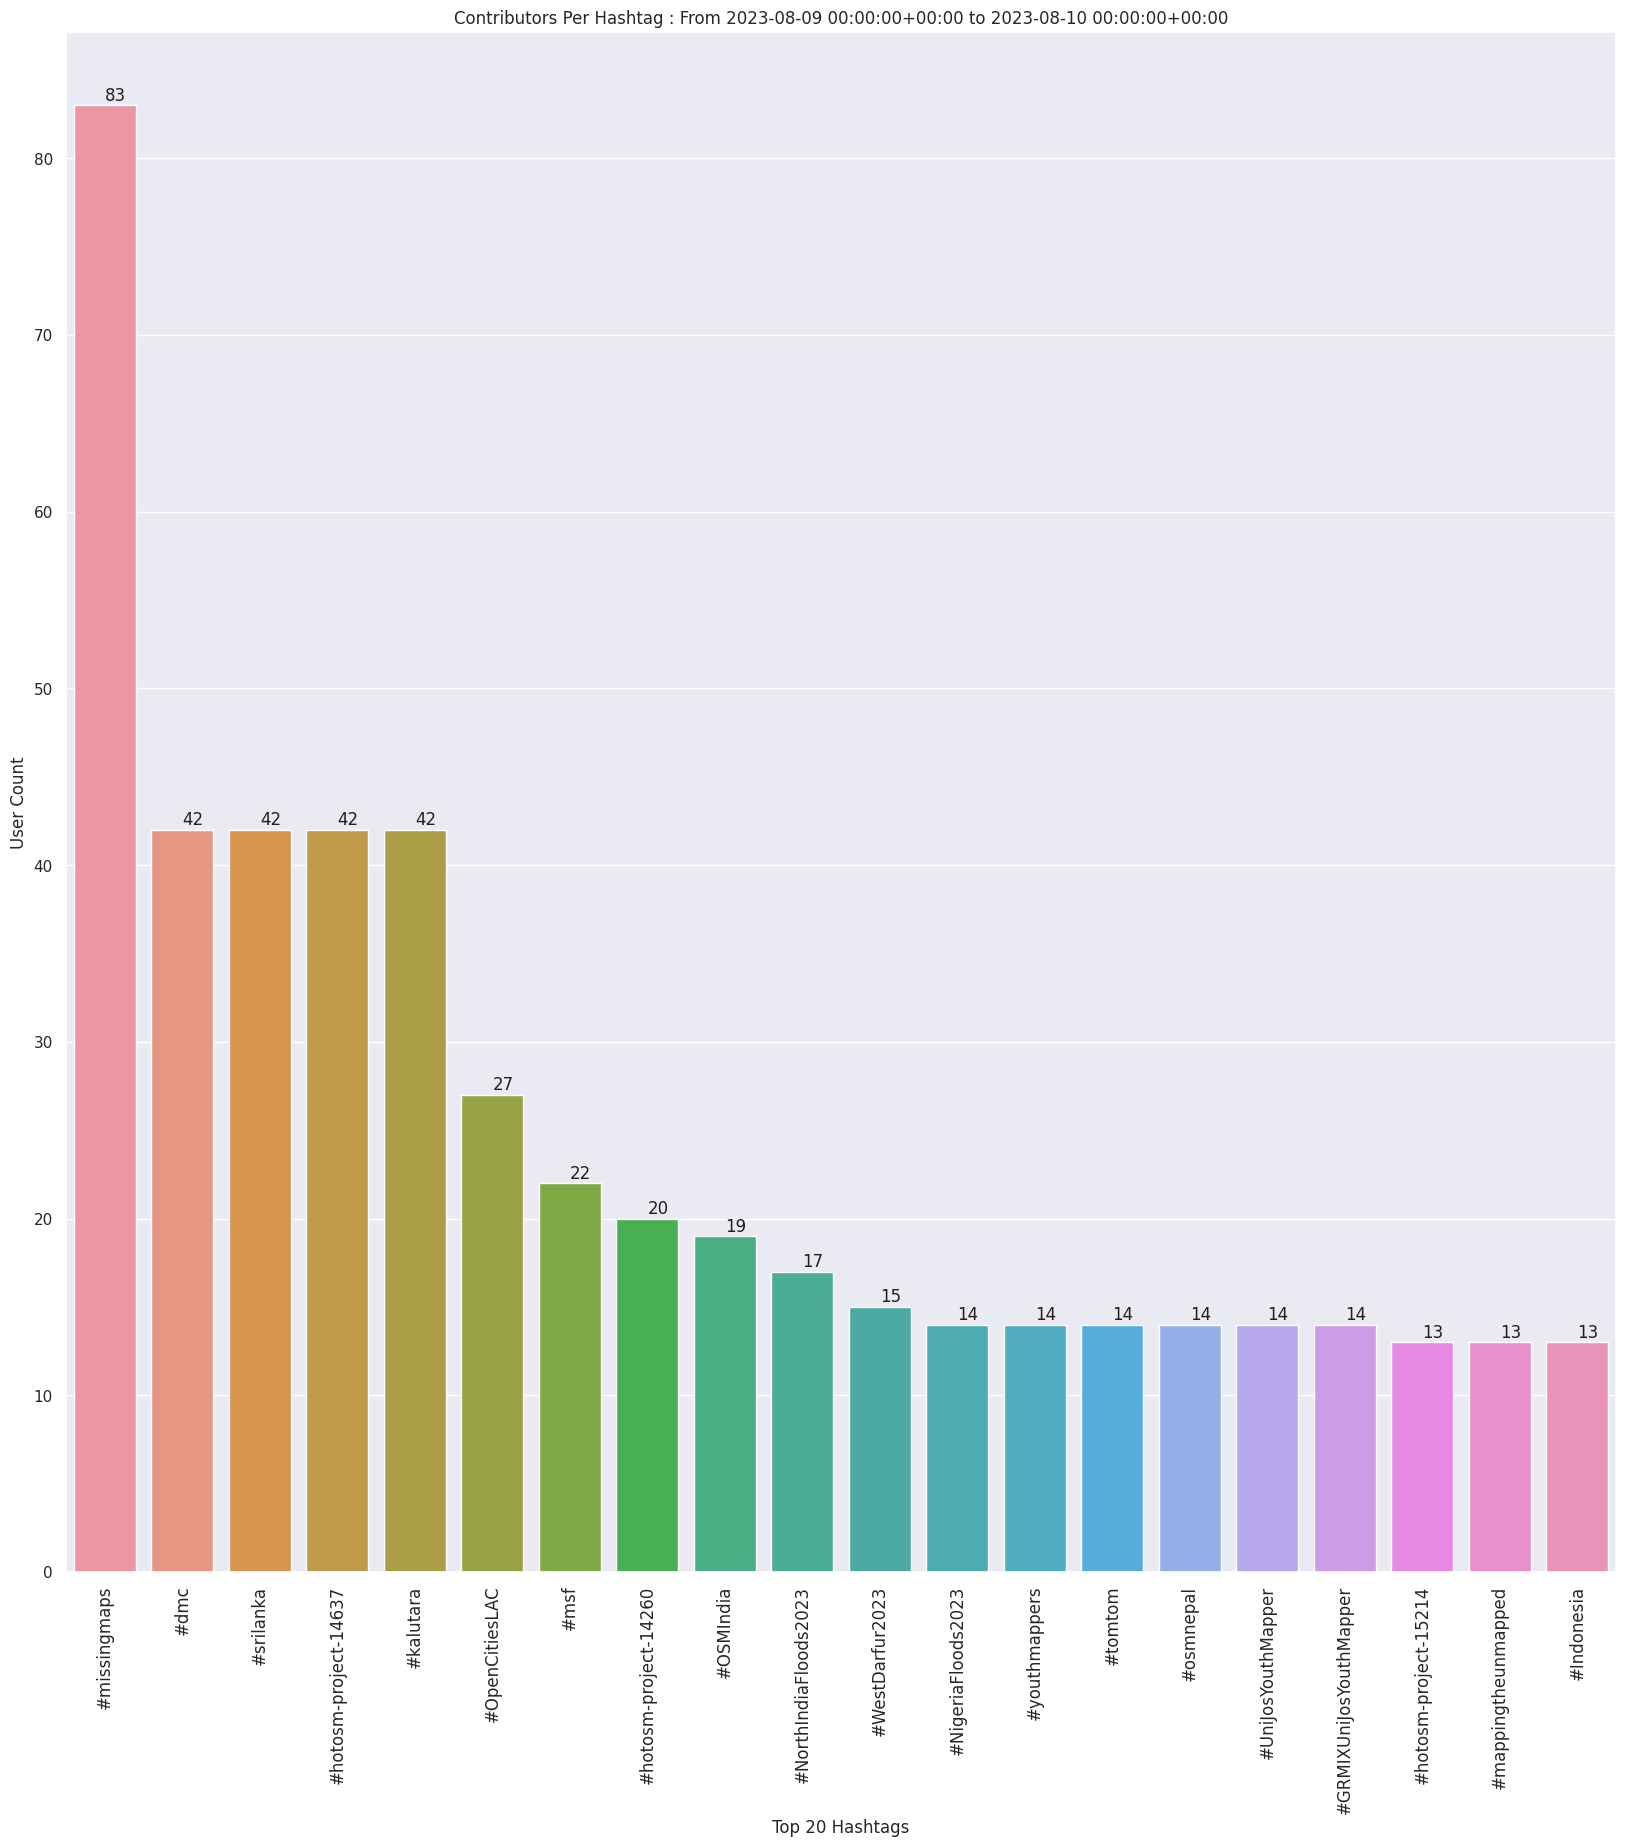 Contributors Per Hashtag : From 2023-08-09 00:00:00+00:00 to 2023-08-10 00:00:00+00:00
User Count
80
70
60
50
40
30
20
10
0
83
42
42
42
42
27
22
20
19
17
15
14
14
14
14
14
14
13
13
13
#missingmaps
#dmc
#srilanka
#hotosm-project-14637
#kalutara
#OpenCitiesLAC
#msf
#hotosm-project-14260
#OSMIndia
#NorthIndiaFloods2023
#WestDarfur2023
#NigeriaFloods2023
#youthmappers
#tomtom
#osmnepal
#UniJosYouthMapper
#GRMIXUniJosYouthMapper
#hotosm-project-15214
#mappingtheunmapped
#Indonesia
Top 20 Hashtags